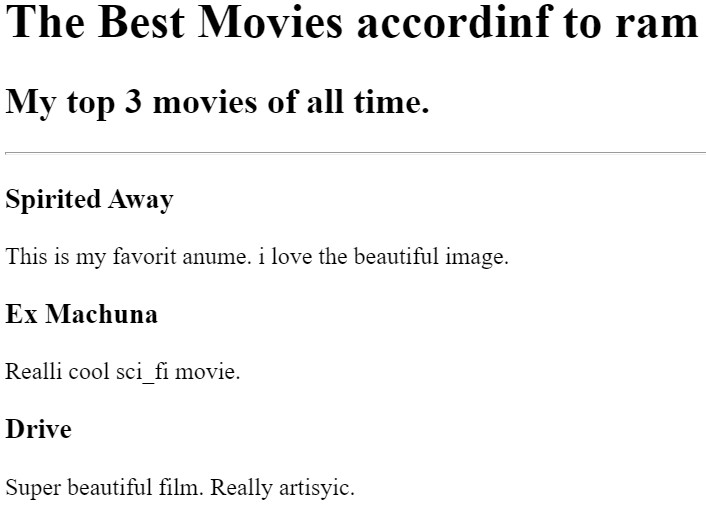 The Best Movies accordinf to ram
My top 3 movies of all time.
Spirited Away
This is my favorit anume. i love the beautiful image.
Ex Machuna
Realli cool sci_fi movie.
Drive
Super beautiful film. Really artisyic.